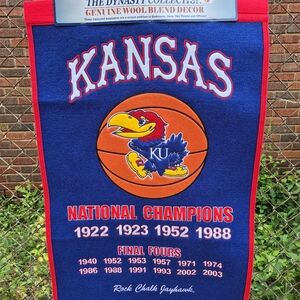 THE DYNASTY COLLECTION
GENUINE WOOL BLEND DECOR
KANSAS
KU
NATIONAL CHAMPIONS
1922 1923 1952 1988
FINAL FOURS
1940 1952 1953 1957 1971 1974
1986 1988 1991 1993 2002 2003
Rock Chalk Jayhawk.